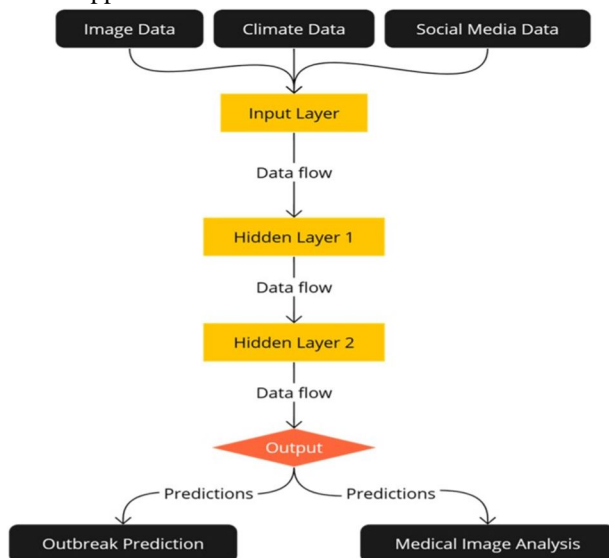 Image Data
Climate Data
Social Media Data
Input Layer
Data flow
Hidden Layer 1
Data flow
Hidden Layer 2
Data flow
Output
Predictions
Predictions
Outbreak Prediction
Medical Image Analysis